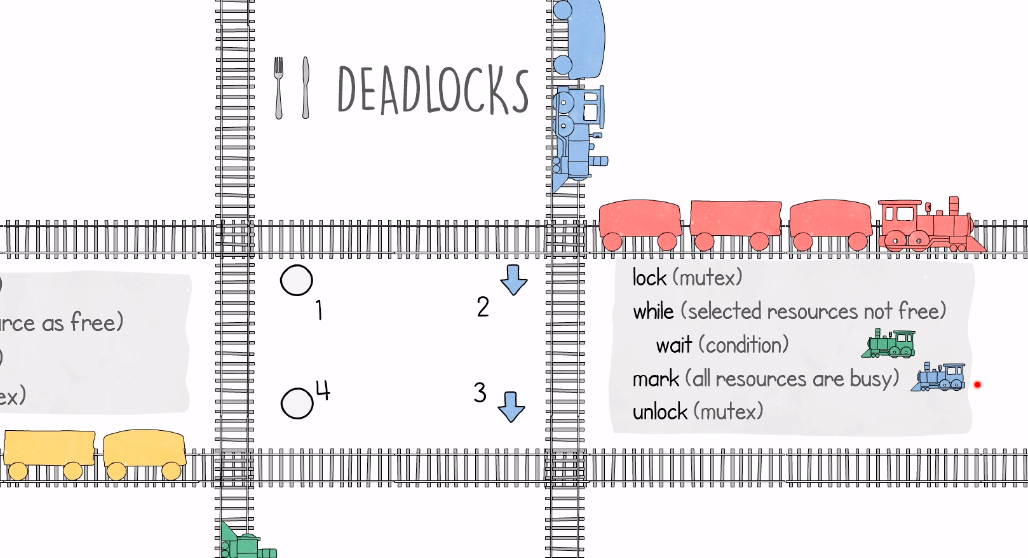 DEADLOCKS
rce as free)
)
ex)
1
2
4
3
lock (mutex)
while (selected resources not free)
wait (condition)
mark (all resources are busy)
unlock (mutex)